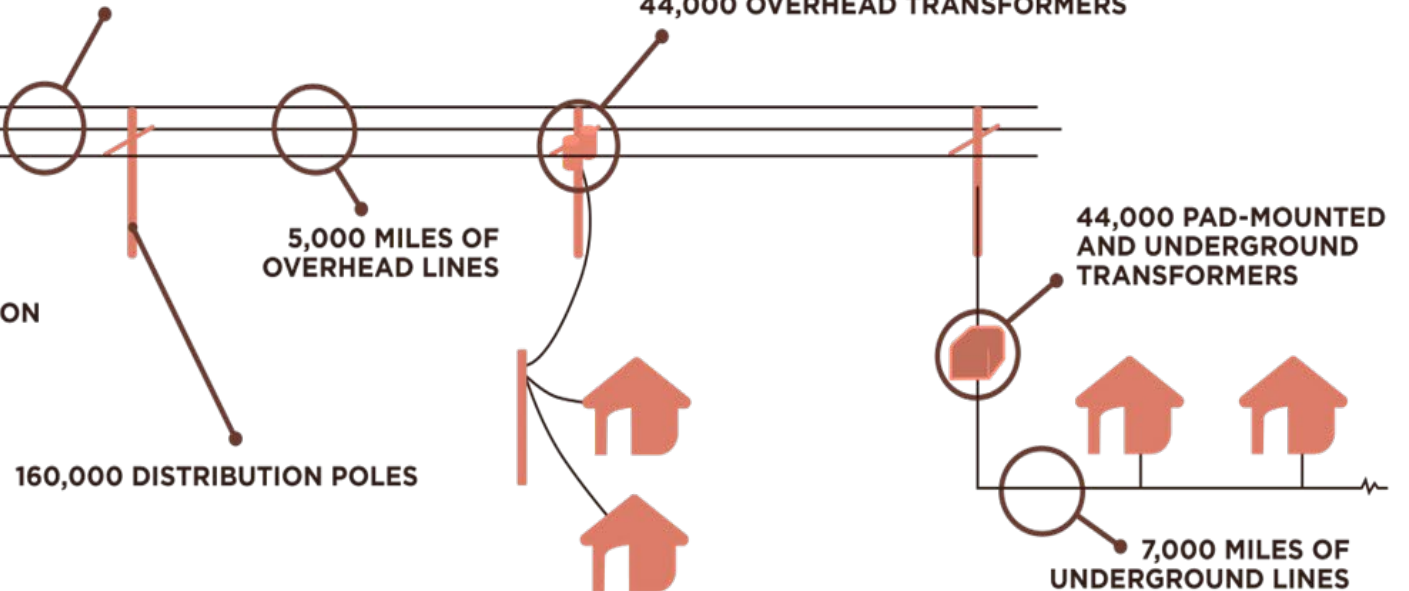 44,000 OVERHEAD TRANSFORMERS
5,000 MILES OF
OVERHEAD LINES
44,000 PAD-MOUNTED
AND UNDERGROUND
TRANSFORMERS
ON
160,000 DISTRIBUTION POLES
7,000 MILES OF
UNDERGROUND LINES